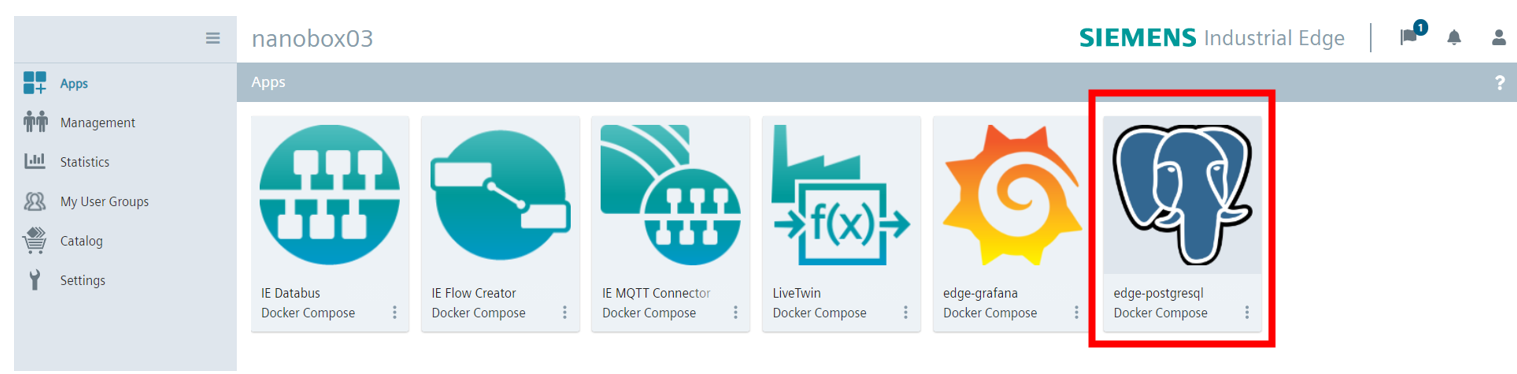 nanobox03
SIEMENS Industrial Edge
1
Apps
Management
Statistics
My User Groups
Catalog
Settings
Apps
?
f(x)
IE Databus
Docker Compose
IE Flow Creator
Docker Compose
IE MQTT Connector
Docker Compose
LiveTwin
Docker Compose
edge-grafana
Docker Compose
edge-postgresql
Docker Compose